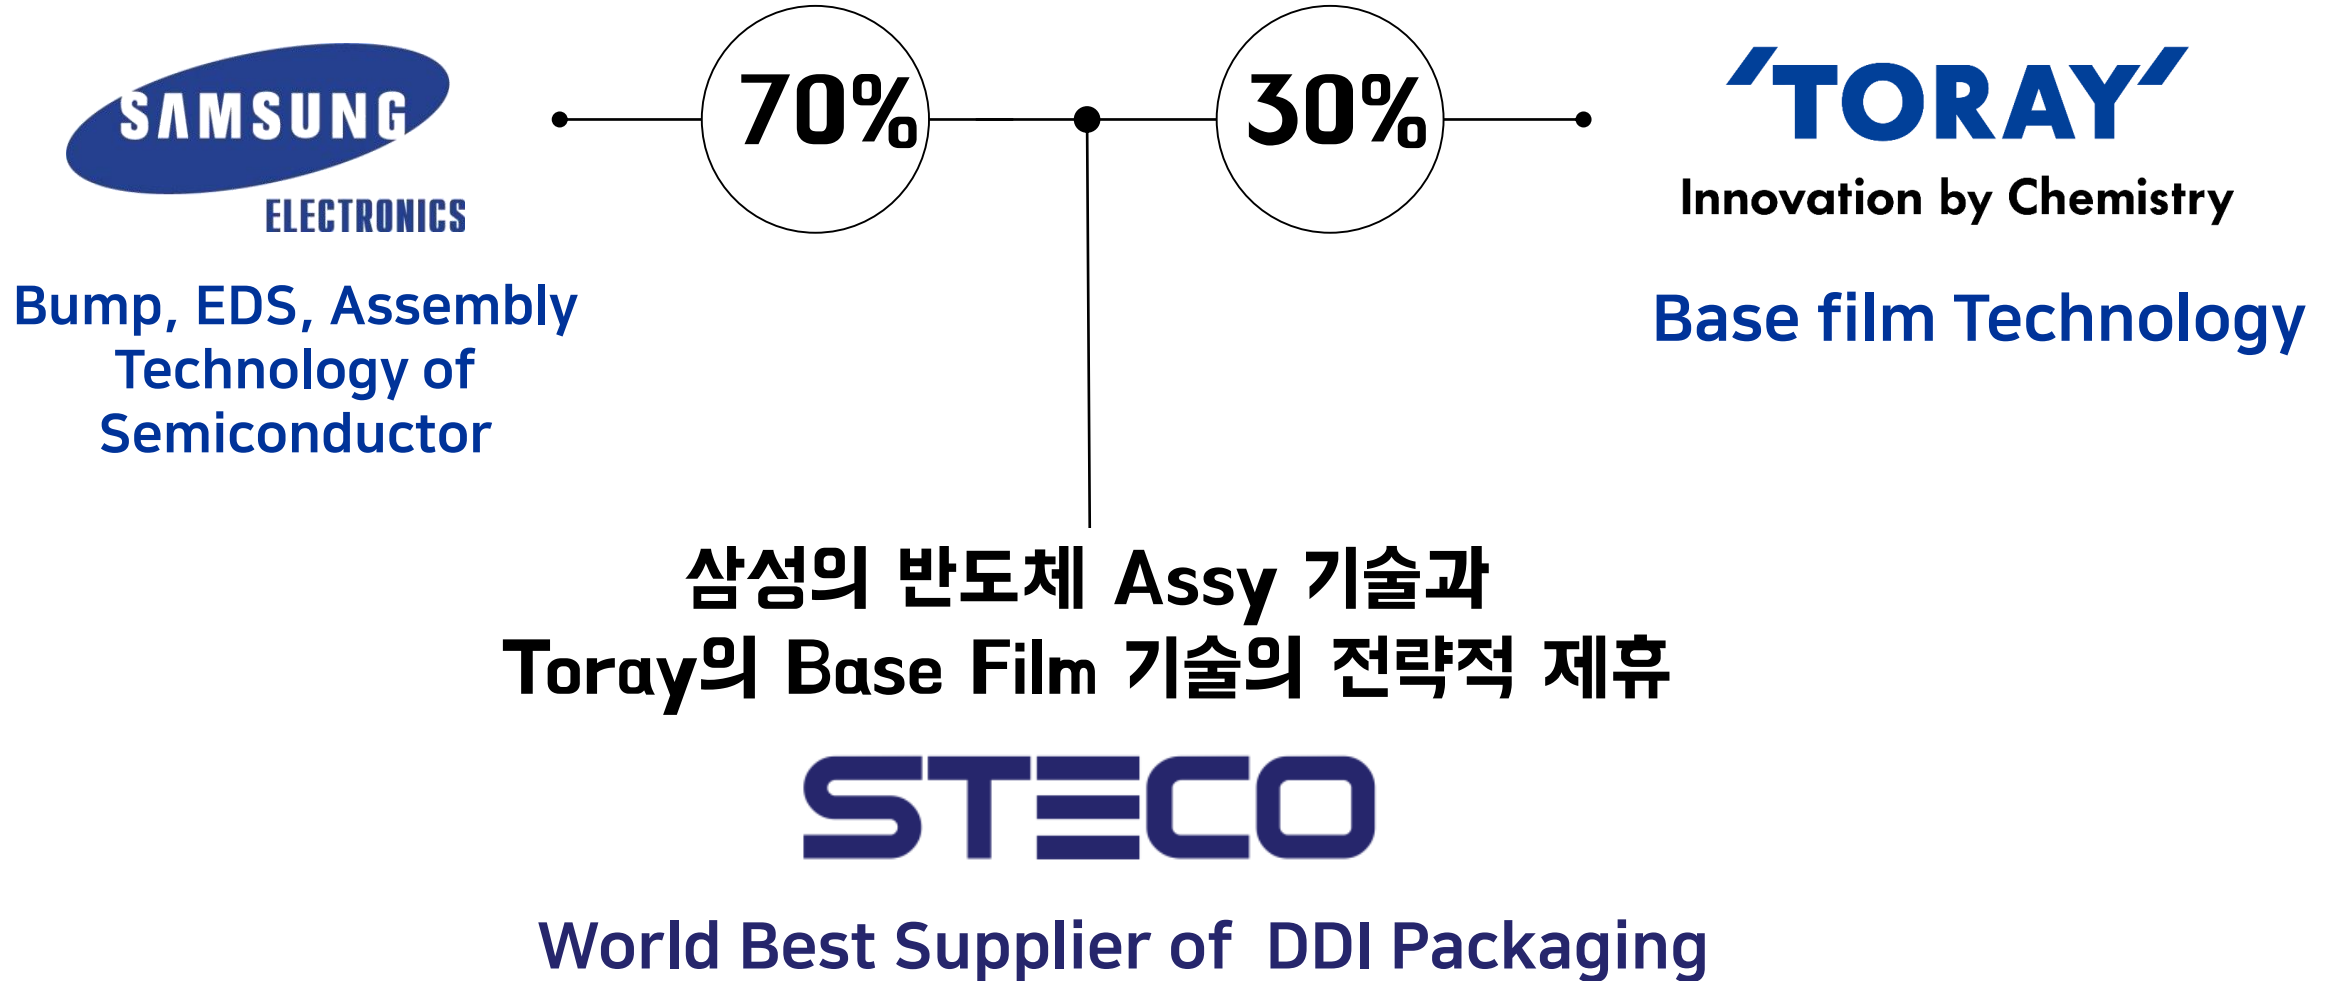 SAMSUNG
ELECTRONICS
Bump, EDS, Assembly
Technology of
Semiconductor
70%
30%
TORAY
Innovation by Chemistry
Base film Technology
삼성의 반도체 Assy 기술과
Toray의 Base Film 기술의 전략적 제휴
STECO
World Best Supplier of DDI Packaging